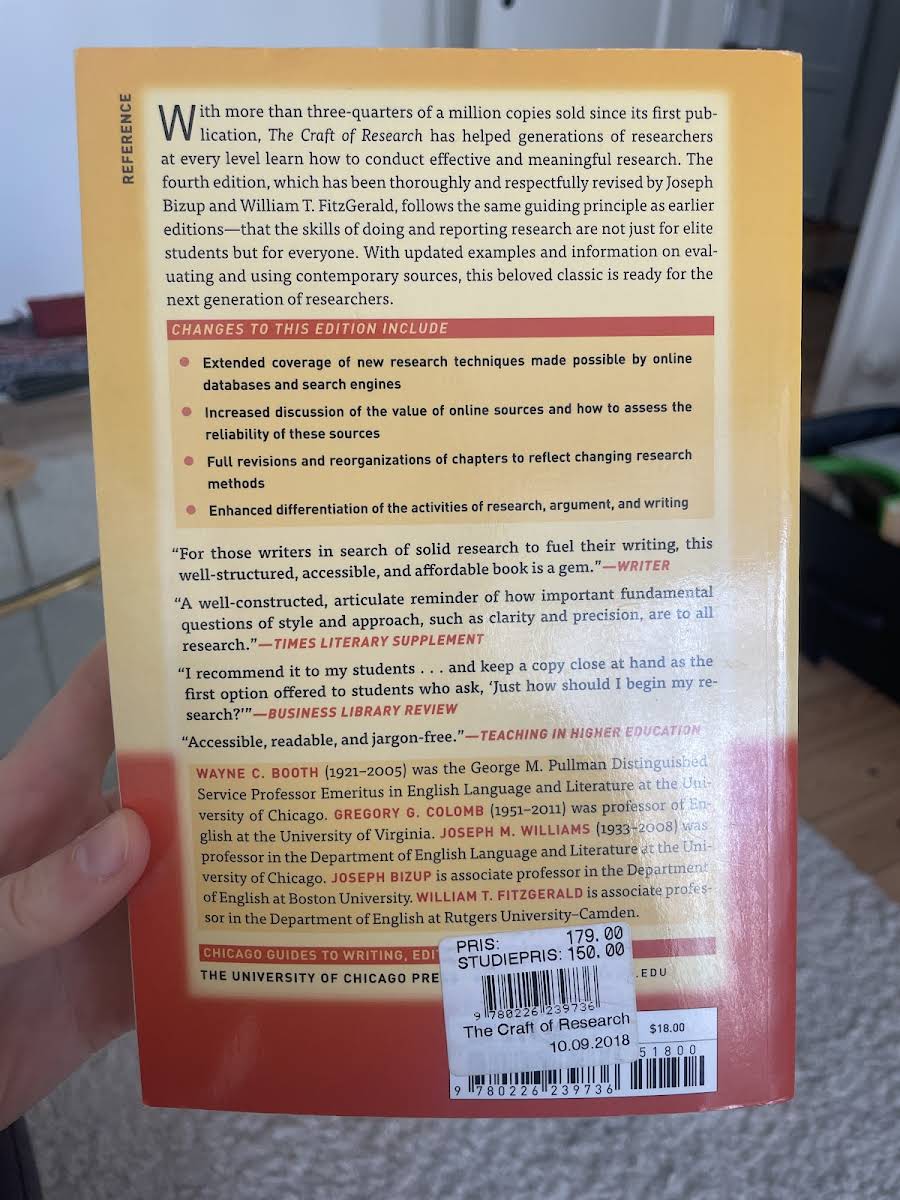 REFERENCE
With more than three-quarters of a million copies sold since its first pub-
lication, The Craft of Research has helped generations of researchers
at every level learn how to conduct effective and meaningful research. The
fourth edition, which has been thoroughly and respectfully revised by Joseph
Bizup and William T. FitzGerald, follows the same guiding principle as earlier
editions—that the skills of doing and reporting research are not just for elite
students but for everyone. With updated examples and information on eval-
uating and using contemporary sources, this beloved classic is ready for the
next generation of researchers.
CHANGES TO THIS EDITION INCLUDE
● Extended coverage of new research techniques made possible by online
databases and search engines
● Increased discussion of the value of online sources and how to assess the
reliability of these sources
● Full revisions and reorganizations of chapters to reflect changing research
methods
● Enhanced differentiation of the activities of research, argument, and writing
“For those writers in search of solid research to fuel their writing, this
well-structured, accessible, and affordable book is a gem.”—WRITER
“A well-constructed, articulate reminder of how important fundamental
questions of style and approach, such as clarity and precision, are to all
research.”—TIMES LITERARY SUPPLEMENT
“I recommend it to my students . . . and keep a copy close at hand as the
first option offered to students who ask, ‘Just how should I begin my re-
search?’”—BUSINESS LIBRARY REVIEW
“Accessible, readable, and jargon-free.”—TEACHING IN HIGHER EDUCATION
WAYNE C. BOOTH (1921–2005) was the George M. Pullman Distinguished
Service Professor Emeritus in English Language and Literature at the Uni-
versity of Chicago. GREGORY G. COLOMB (1951–2011) was professor of En-
glish at the University of Virginia. JOSEPH M. WILLIAMS (1933–2008) was
professor in the Department of English Language and Literature at the Uni-
versity of Chicago. JOSEPH BIZUP is associate professor in the Department
of English at Boston University. WILLIAM T. FITZGERALD is associate profes-
sor in the Department of English at Rutgers University–Camden.
CHICAGO GUIDES TO WRITING, EDI
THE UNIVERSITY OF CHICAGO PRE .EDU
PRIS: 179.00
STUDIEPRIS: 150.00
9 780226 239736
The Craft of Research
10.09.2018
$18.00
51800
9 780226 239736